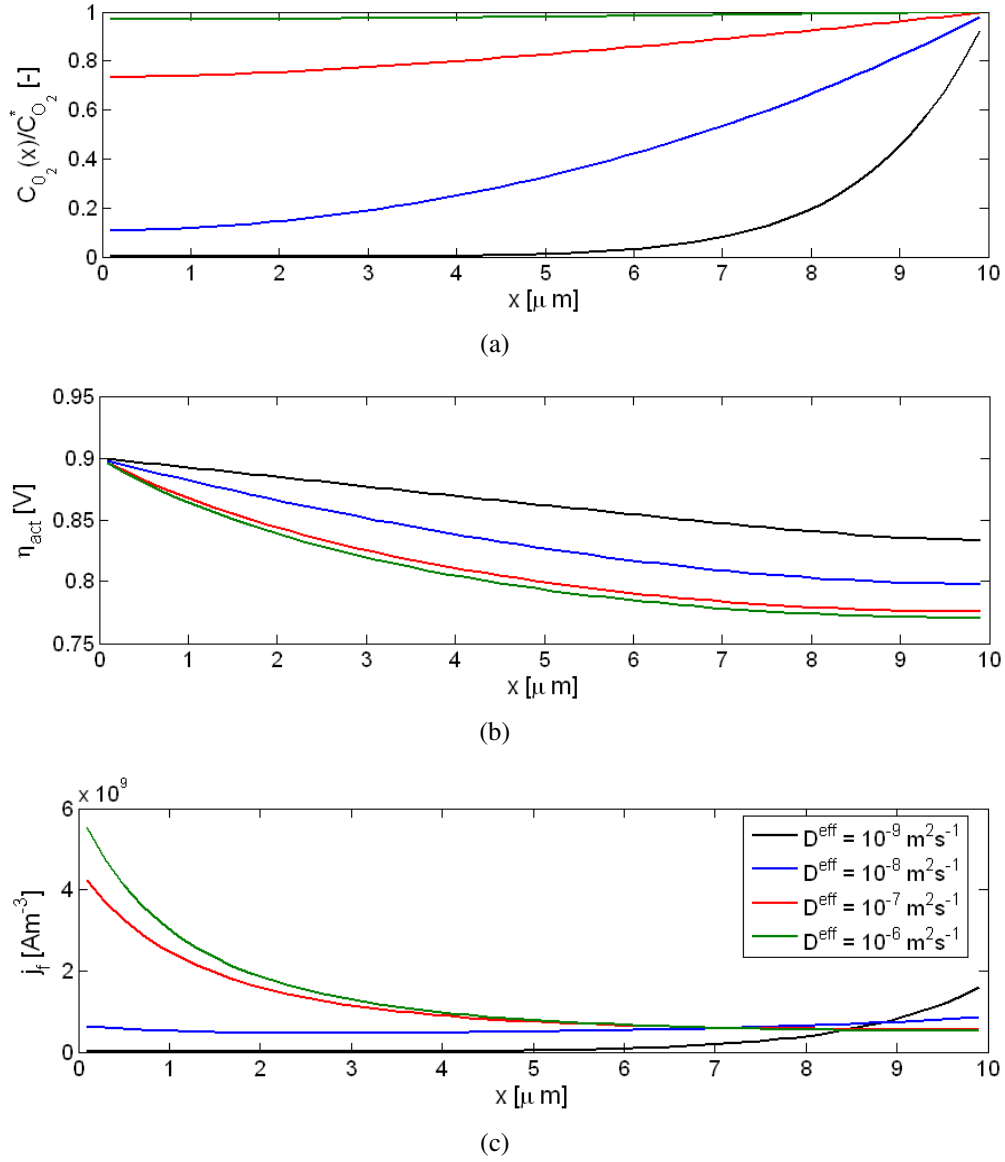 1
0.8
0.6
0.4
0.2
0
C_{O_2}(x)/C^*_{O_2} [-]
0 1 2 3 4 5 6 7 8 9 10
x [μ m]
(a)
0.95
0.9
0.85
0.8
0.75
η_{act} [V]
0 1 2 3 4 5 6 7 8 9 10
x [μ m]
(b)
x 10^9
6
4
2
0
j_f [Am^{-3}]
D^{eff} = 10^{-9} m^2s^{-1}
D^{eff} = 10^{-8} m^2s^{-1}
D^{eff} = 10^{-7} m^2s^{-1}
D^{eff} = 10^{-6} m^2s^{-1}
0 1 2 3 4 5 6 7 8 9 10
x [μ m]
(c)